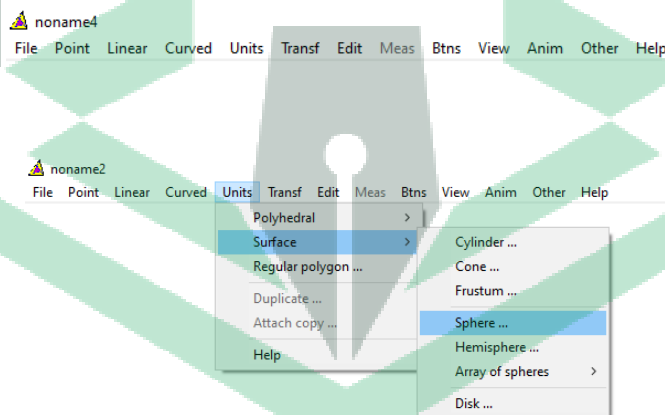 noname4
File Point Linear Curved Units Transf Edit Meas Btns View Anim Other Help
noname2
File Point Linear Curved Units Transf Edit Meas Btns View Anim Other Help
Polyhedral >
Surface >
Regular polygon ...
Duplicate ...
Attach copy ...
Help
Cylinder ...
Cone ...
Frustum ...
Sphere ...
Hemisphere ...
Array of spheres >
Disk ...